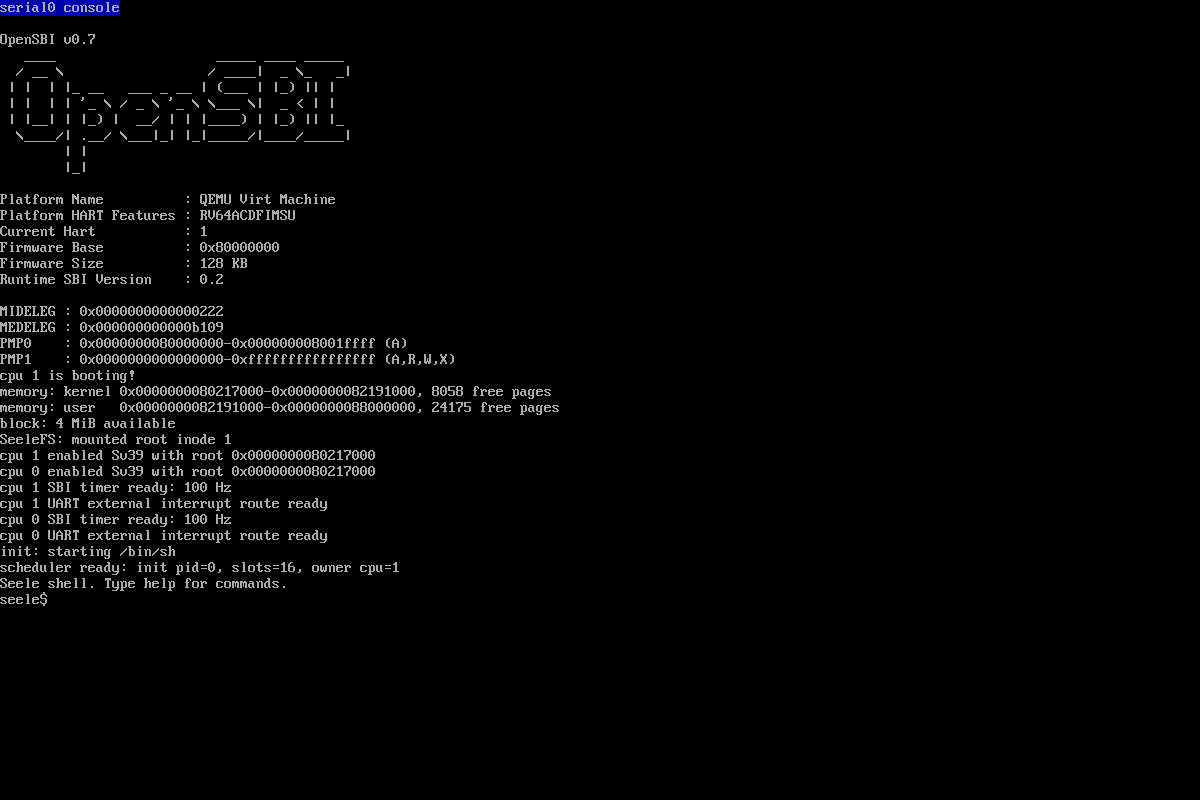 serial0 console
OpenSBI v0.7
OpenSBI
Platform Name          : QEMU Virt Machine
Platform HART Features : RV64ACDFIMSU
Current Hart           : 1
Firmware Base          : 0x80000000
Firmware Size          : 128 KB
Runtime SBI Version    : 0.2
MIDELEG : 0x0000000000000222
MEDELEG : 0x000000000000b109
PMP0    : 0x0000000080000000-0x000000008001ffff (A)
PMP1    : 0x0000000000000000-0xffffffffffffffff (A,R,W,X)
cpu 1 is booting!
memory: kernel 0x0000000080217000-0x0000000082191000, 8058 free pages
memory: user   0x0000000082191000-0x0000000088000000, 24175 free pages
block: 4 MiB available
SeeleFS: mounted root inode 1
cpu 1 enabled Sv39 with root 0x0000000080217000
cpu 0 enabled Sv39 with root 0x0000000080217000
cpu 1 SBI timer ready: 100 Hz
cpu 1 UART external interrupt route ready
cpu 0 SBI timer ready: 100 Hz
cpu 0 UART external interrupt route ready
init: starting /bin/sh
scheduler ready: init pid=0, slots=16, owner cpu=1
Seele shell. Type help for commands.
seele$